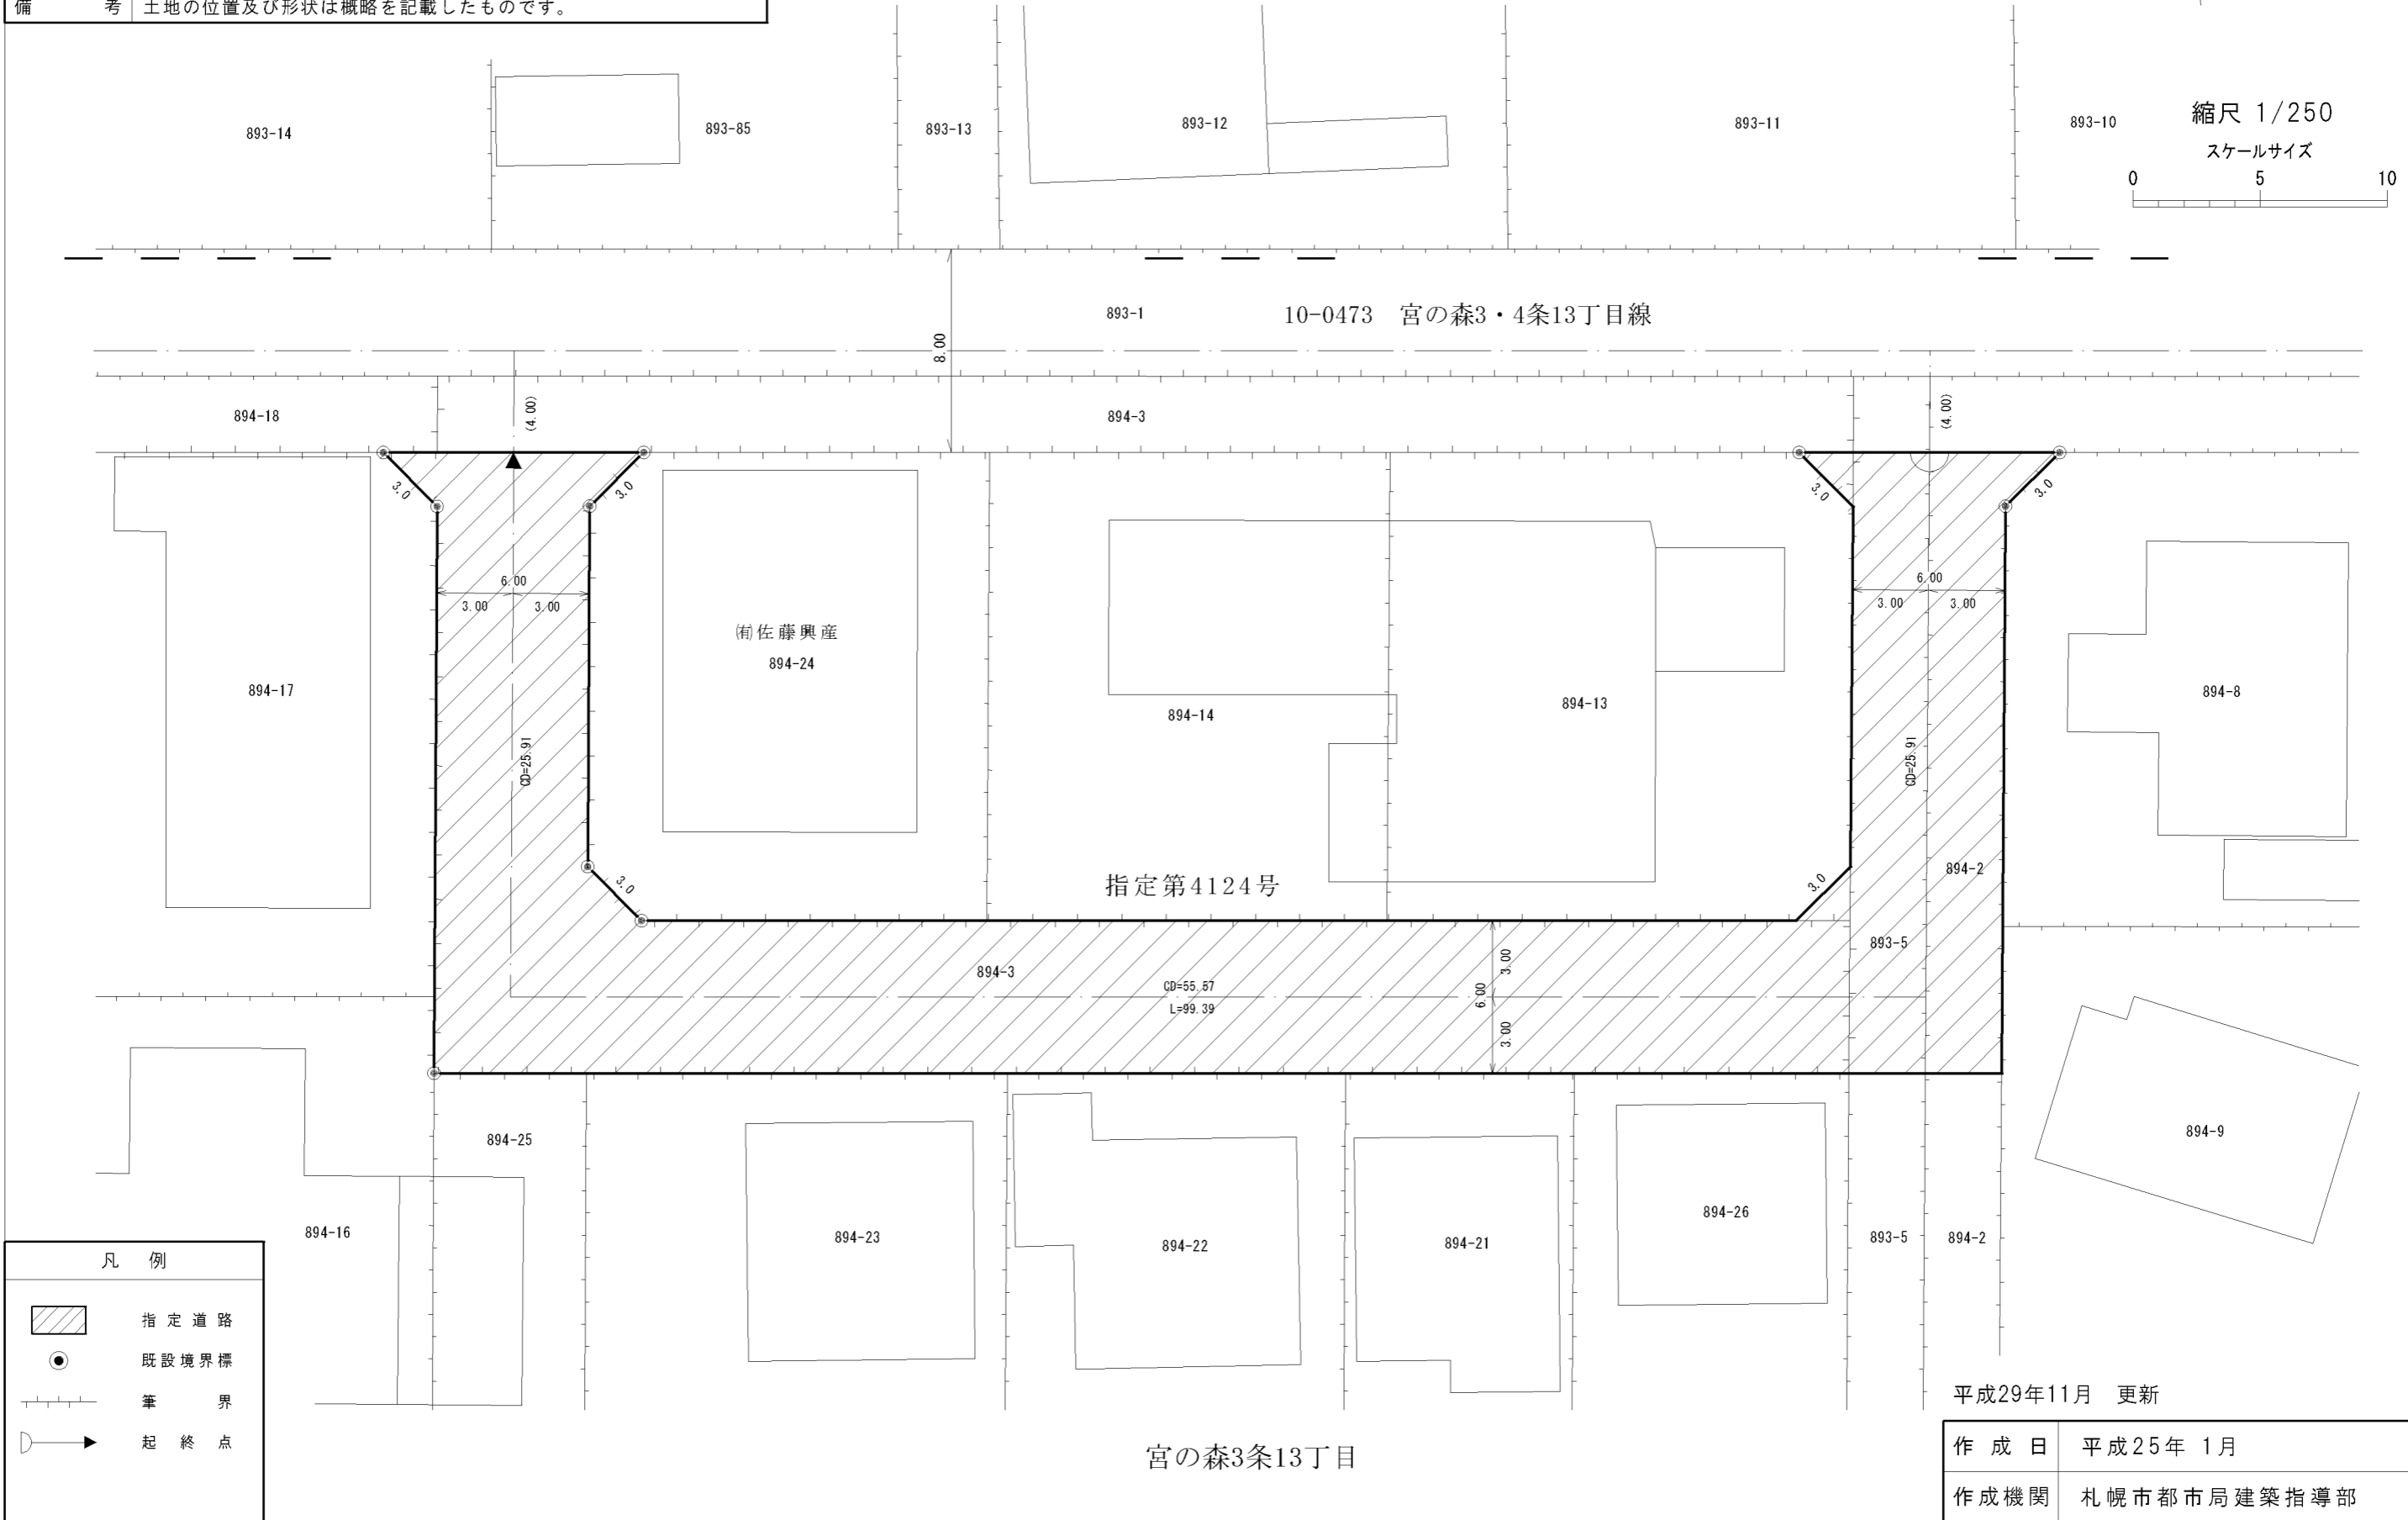 備 考 土地の位置及び形状は概略を記載したものです。
893-14
893-85
893-13
893-12
893-11
893-10
縮尺 1/250
スケールサイズ
0 5 10
893-1
10-0473 宮の森3・4条13丁目線
8.00
894-18
(4.00)
894-3
(4.00)
3.0
3.0
3.0
3.0
6.00
3.00 3.00
6.00
3.00 3.00
㈲佐藤興産
894-24
894-17
894-14
894-13
894-8
CD=25.91
CD=25.91
3.0
指定第4124号
3.0
894-2
893-5
894-3
CD=55.57
L=99.39
3.00
6.00
3.00
894-25
894-9
894-16
894-23
894-22
894-21
894-26
893-5
894-2
凡 例
指定道路
既設境界標
筆 界
起終点
平成29年11月 更新
宮の森3条13丁目
作成日 平成25年 1月
作成機関 札幌市都市局建築指導部